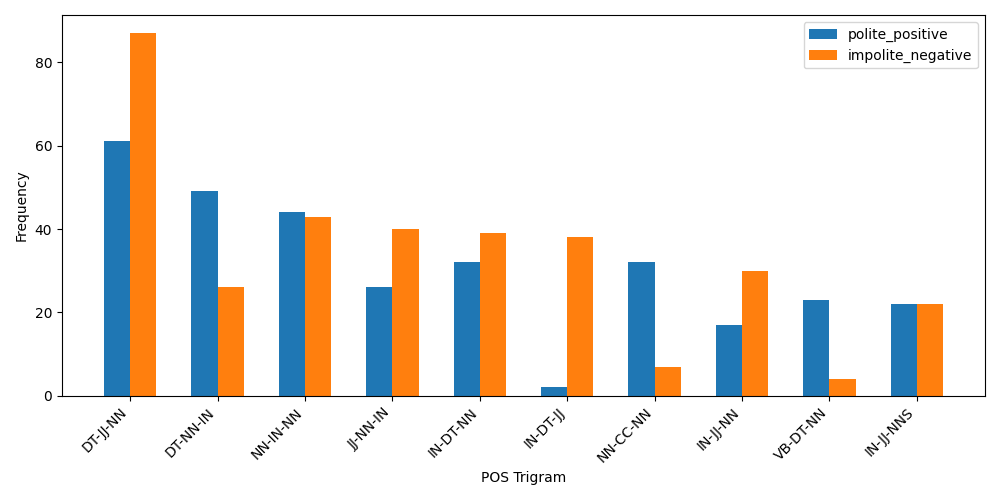 polite_positive
impolite_negative
Frequency
80
60
40
20
0
DT-JJ-NN
DT-NN-IN
NN-IN-NN
JJ-NN-IN
IN-DT-NN
IN-DT-JJ
NN-CC-NN
IN-JJ-NN
VB-DT-NN
IN-JJ-NNS
POS Trigram